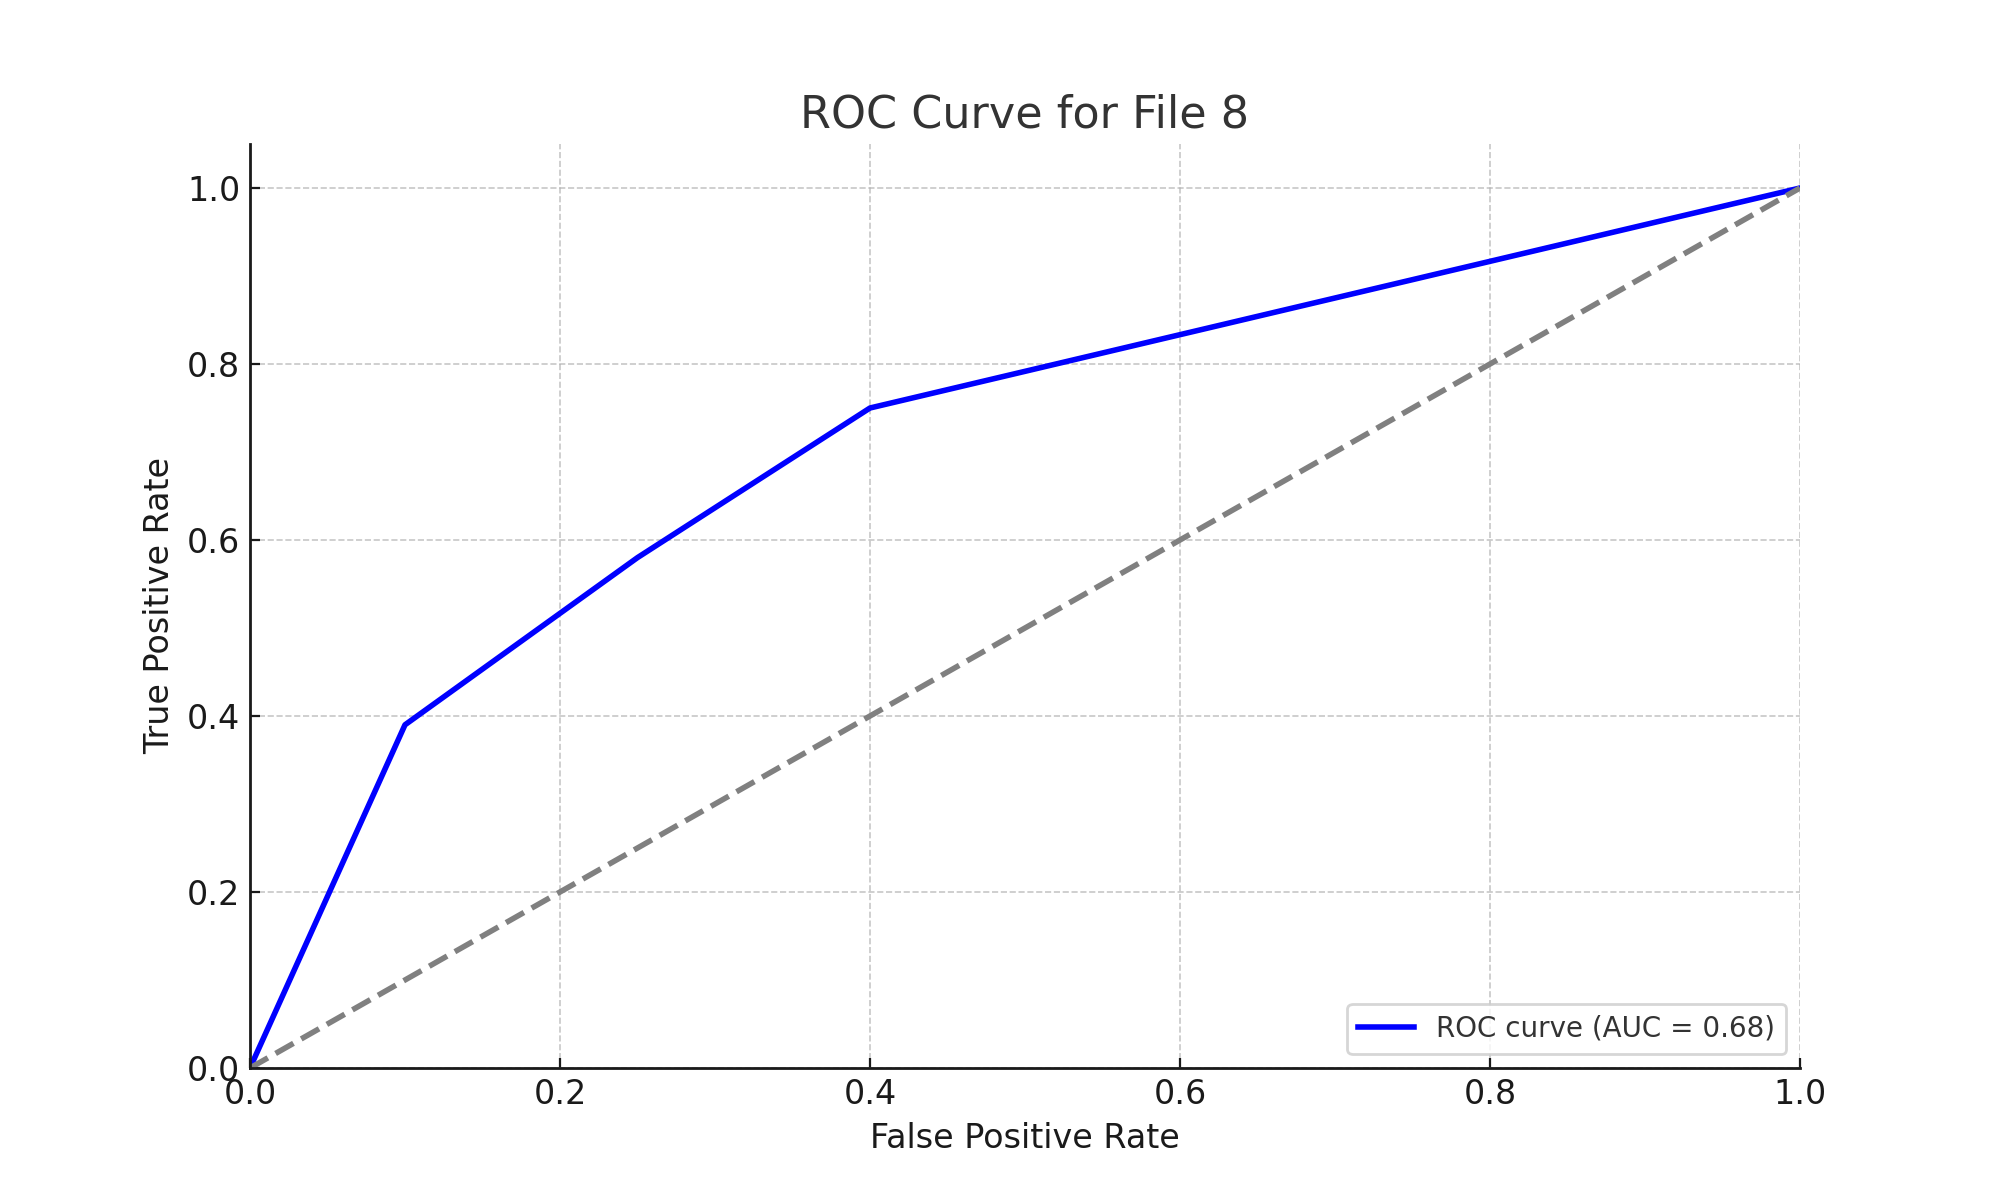 ROC Curve for File 8
True Positive Rate
1.0
0.8
0.6
0.4
0.2
0.0
0.0 0.2 0.4 0.6 0.8 1.0
False Positive Rate
ROC curve (AUC = 0.68)